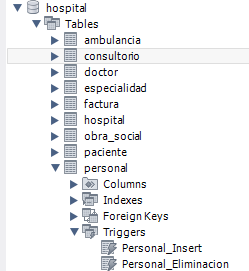 hospital
Tables
ambulancia
consultorio
doctor
especialidad
factura
hospital
obra_social
paciente
personal
Columns
Indexes
Foreign Keys
Triggers
Personal_Insert
Personal_Eliminacion